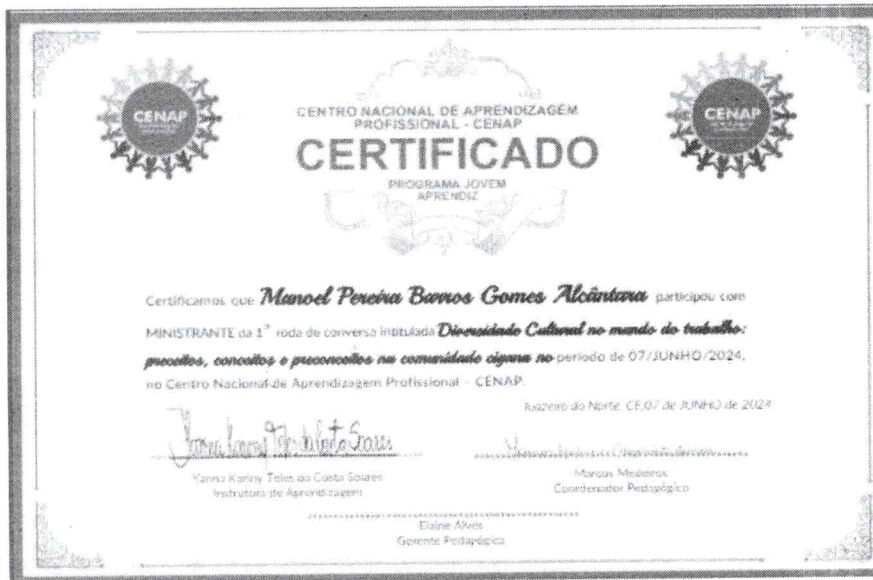 CENAP
CENAP
CENTRO NACIONAL DE APRENDIZAGEM
PROFISSIONAL - CENAP
CERTIFICADO
PROGRAMA JOVEM
APRENDIZ
Certificamos que Manoel Pereira Barros Gomes Alcântara participou com
MINISTRANTE da 1ª roda de conversa intitulada Diversidade Cultural no mundo do trabalho:
preceitos, conceitos e preconceitos na comunidade cigana no período de 07/JUNHO/2024,
no Centro Nacional de Aprendizagem Profissional - CENAP.
Juazeiro do Norte, CE,07 de JUNHO de 2024
Yanna Kariny Teles da Costa Soares
Marcos Medeiros
Instrutora de Aprendizagem
Coordenador Pedagógico
Elaine Alves
Gerente Pedagógica